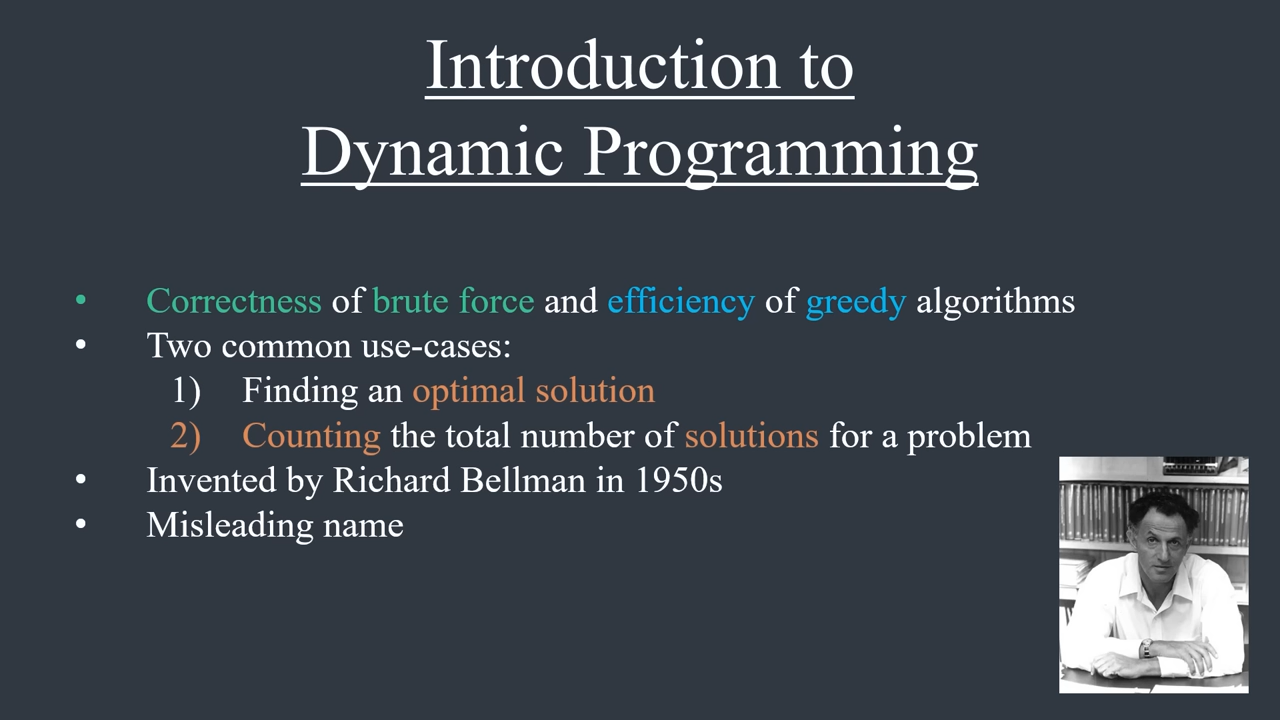 Introduction to
Dynamic Programming
• Correctness of brute force and efficiency of greedy algorithms
• Two common use-cases:
1) Finding an optimal solution
2) Counting the total number of solutions for a problem
• Invented by Richard Bellman in 1950s
• Misleading name